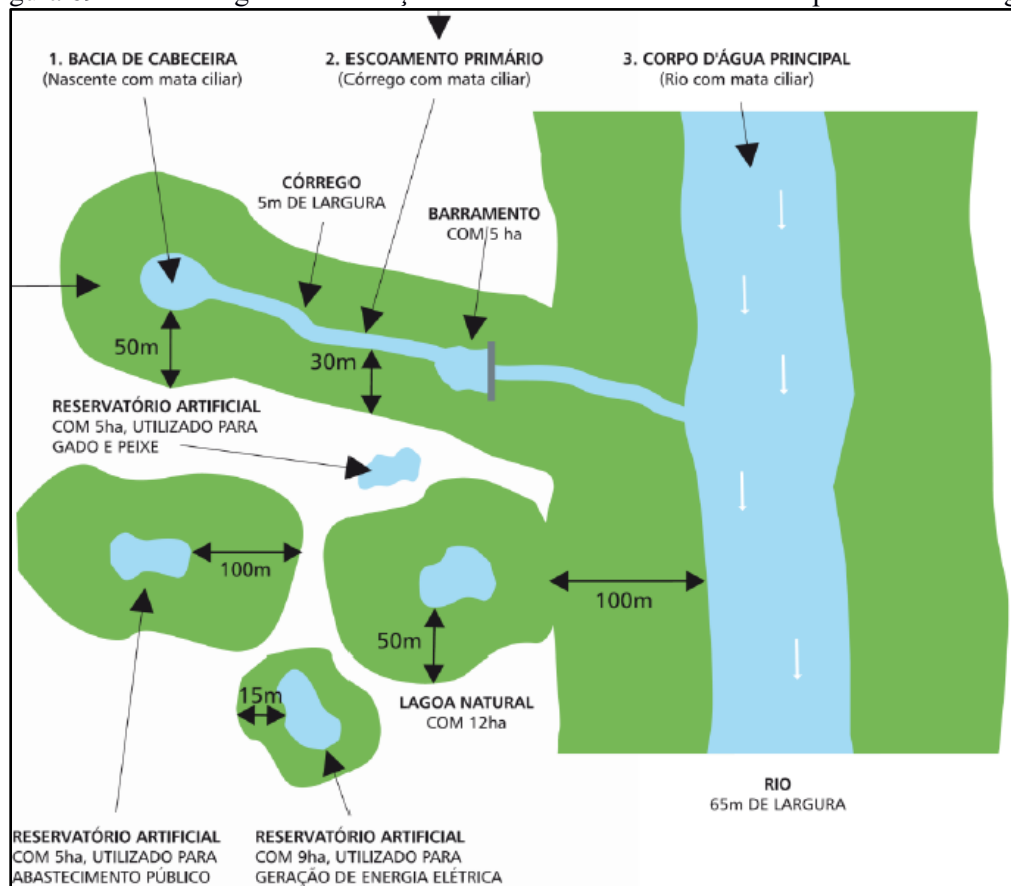 1. BACIA DE CABECEIRA
(Nascente com mata ciliar)
2. ESCOAMENTO PRIMÁRIO
(Córrego com mata ciliar)
3. CORPO D'ÁGUA PRINCIPAL
(Rio com mata ciliar)
CÓRREGO
5m DE LARGURA
BARRAMENTO
COM 5 ha
50m
30m
RESERVATÓRIO ARTIFICIAL
COM 5ha, UTILIZADO PARA
GADO E PEIXE
100m
100m
50m
15m
LAGOA NATURAL
COM 12ha
RIO
65m DE LARGURA
RESERVATÓRIO ARTIFICIAL
COM 5ha, UTILIZADO PARA
ABASTECIMENTO PÚBLICO
RESERVATÓRIO ARTIFICIAL
COM 9ha, UTILIZADO PARA
GERAÇÃO DE ENERGIA ELÉTRICA